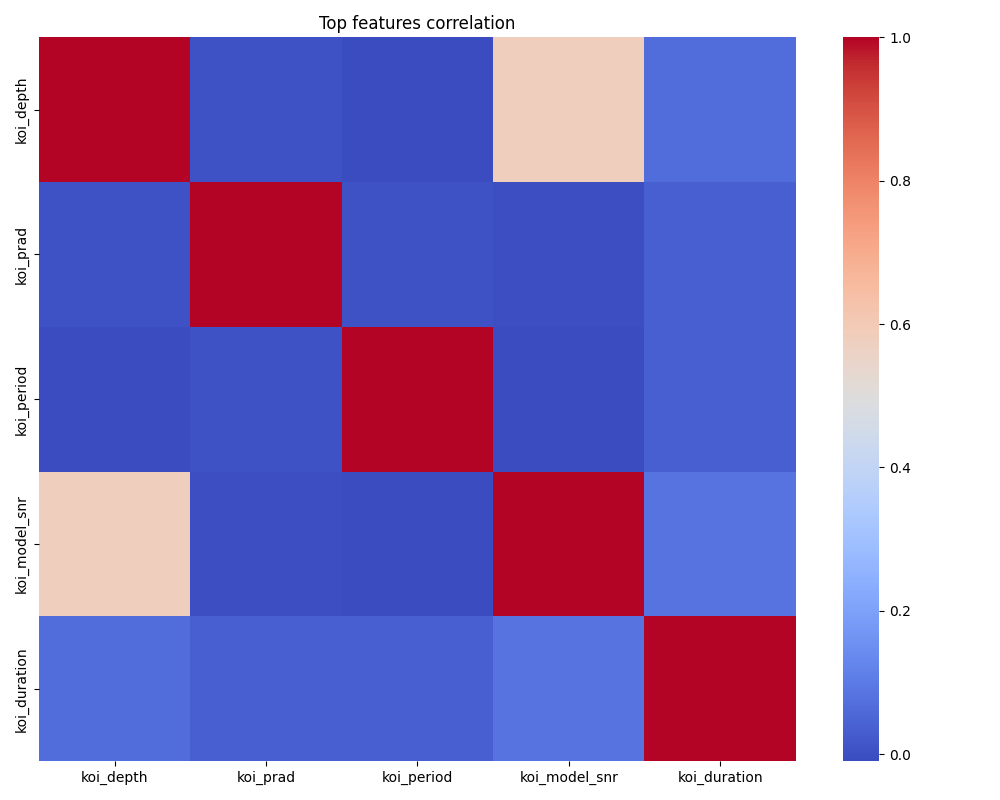 Top features correlation
koi_depth
koi_prad
koi_period
koi_model_snr
koi_duration
koi_depth
koi_prad
koi_period
koi_model_snr
koi_duration
1.0
0.8
0.6
0.4
0.2
0.0